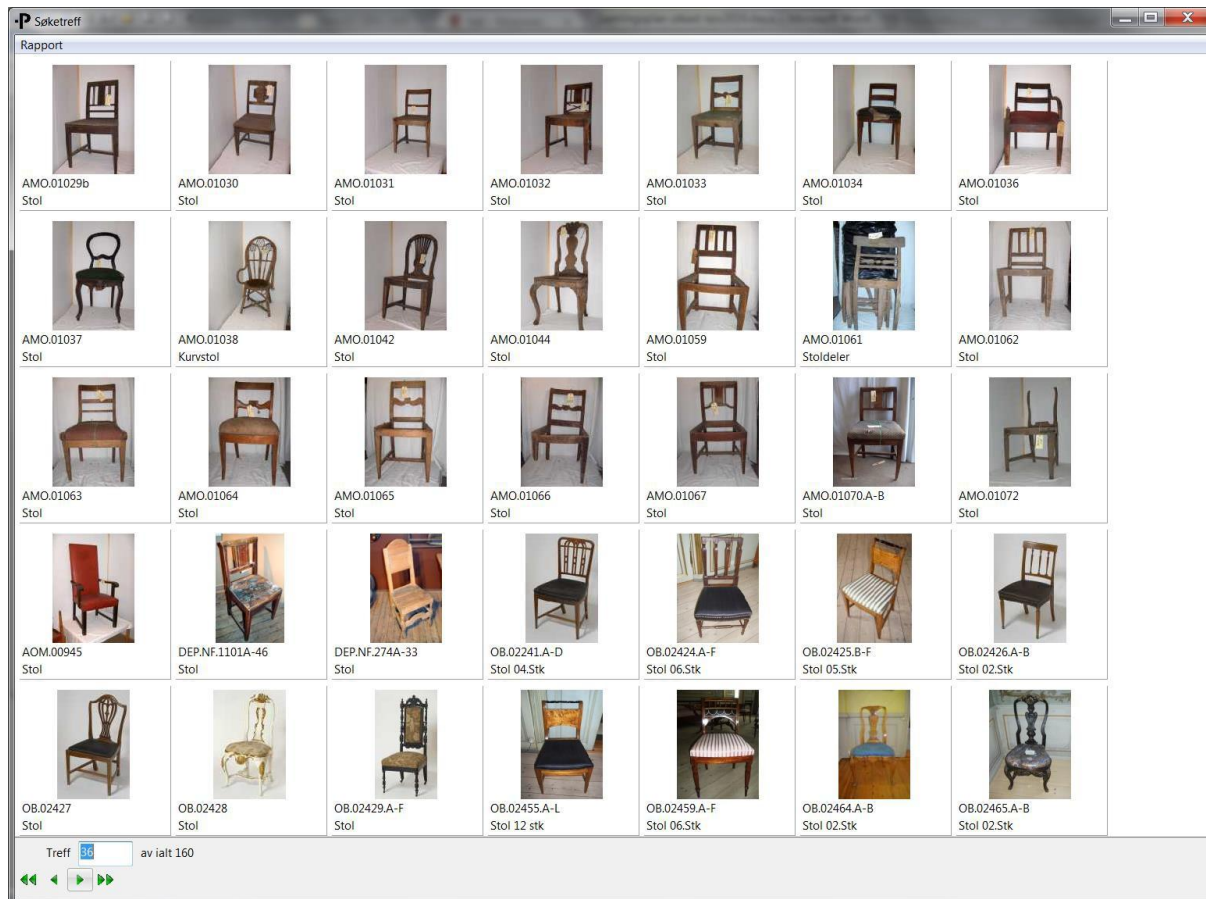 P Søketreff
Rapport
AMO.01029b AMO.01030 AMO.01031 AMO.01032 AMO.01033 AMO.01034 AMO.01036
Stol Stol Stol Stol Stol Stol Stol
AMO.01037 AMO.01038 AMO.01042 AMO.01044 AMO.01059 AMO.01061 AMO.01062
Stol Kurvstol Stol Stol Stol Stoldeler Stol
AMO.01063 AMO.01064 AMO.01065 AMO.01066 AMO.01067 AMO.01070.A-B AMO.01072
Stol Stol Stol Stol Stol Stol Stol
AOM.00945 DEP.NF.1101A-46 DEP.NF.274A-33 OB.02241.A-D OB.02424.A-F OB.02425.B-F OB.02426.A-B
Stol Stol Stol Stol 04.Stk Stol 06.Stk Stol 05.Stk Stol 02.Stk
OB.02427 OB.02428 OB.02429.A-F OB.02455.A-L OB.02459.A-F OB.02464.A-B OB.02465.A-B
Stol Stol Stol Stol 12 stk Stol 06.Stk Stol 02.Stk Stol 02.Stk
Treff 36 av ialt 160